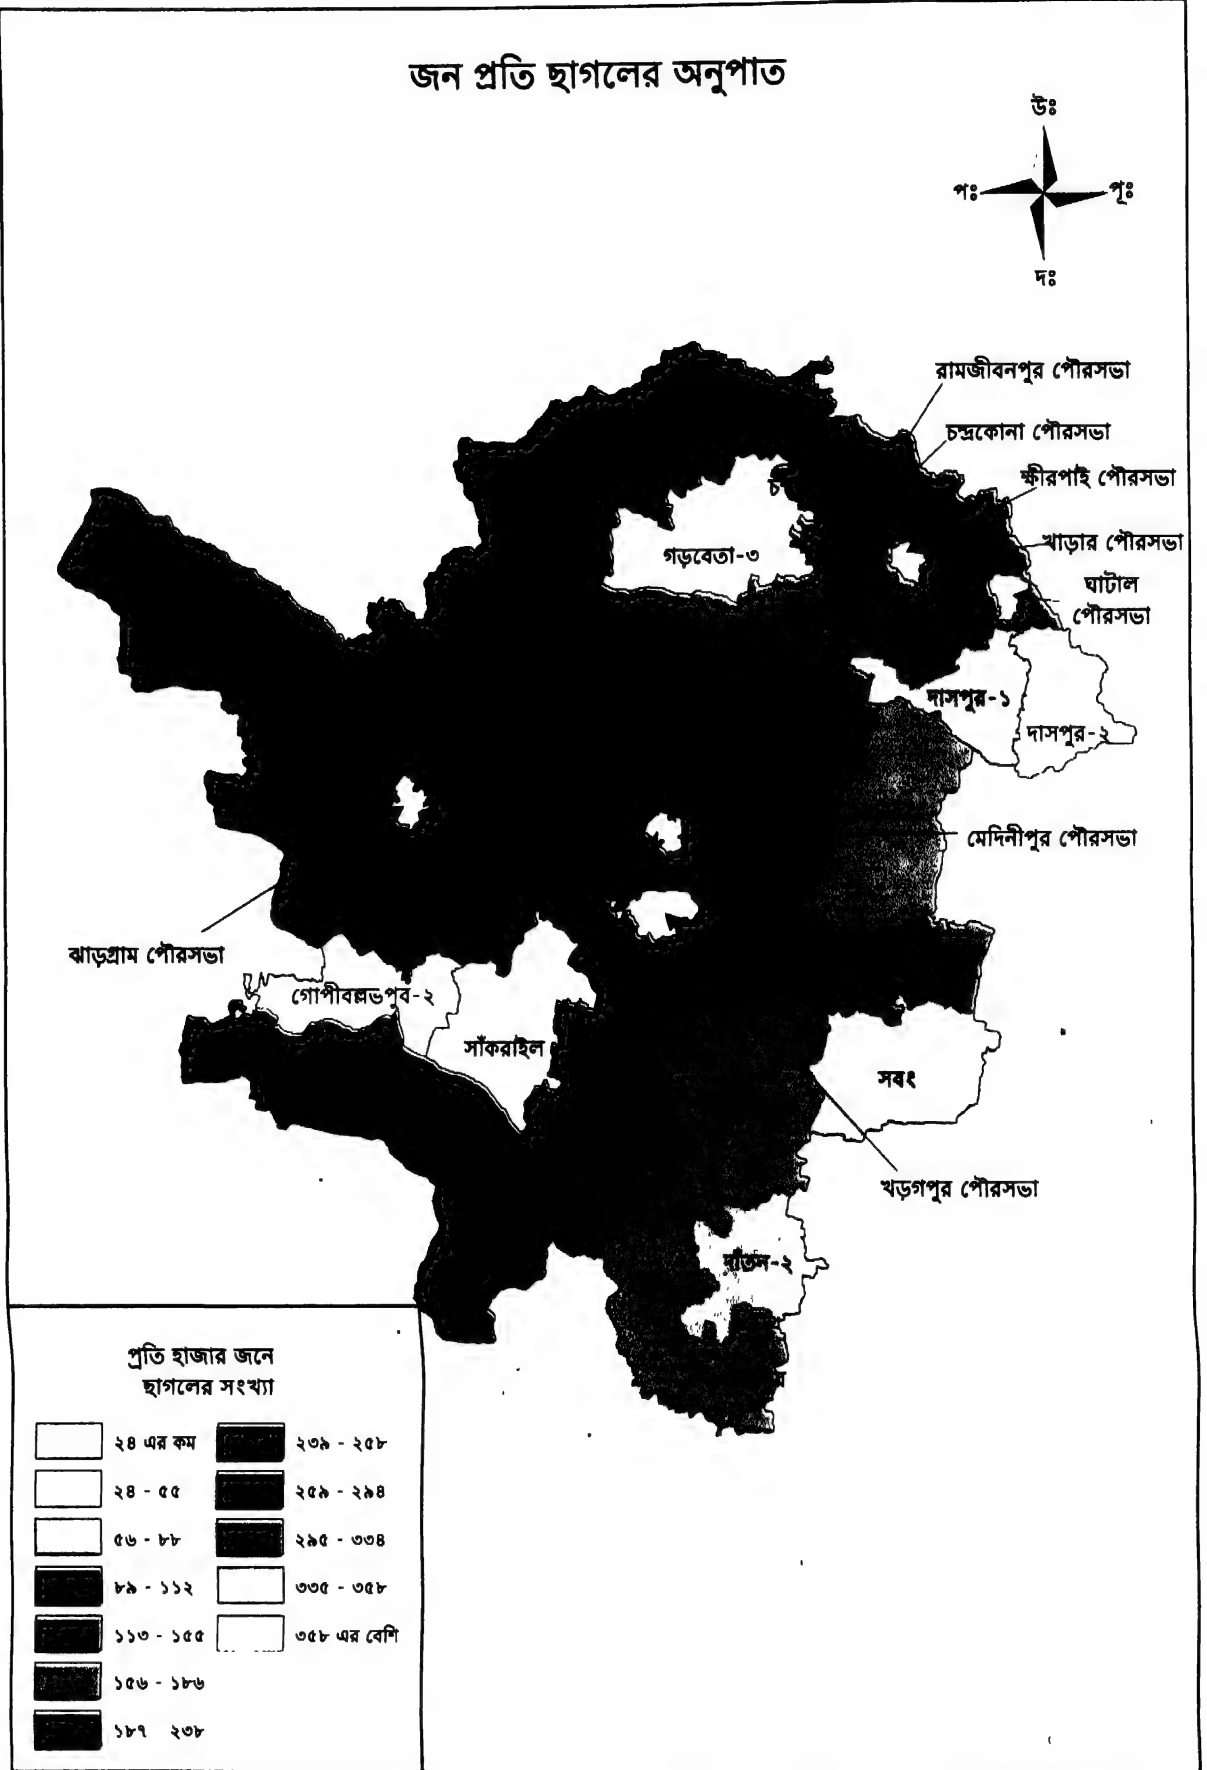 জন প্রতি ছাগলের অনুপাত
উঃ
পঃ
পূঃ
দঃ
রামজীবনপুর পৌরসভা
চন্দ্রকোনা পৌরসভা
ক্ষীরপাই পৌরসভা
খাড়ার পৌরসভা
ঘাটাল
পৌরসভা
গড়বেতা-৩
দাসপুর-১
দাসপুর-২
মেদিনীপুর পৌরসভা
ঝাড়গ্রাম পৌরসভা
গোপীবল্লভপুর-২
সাঁকরাইল
সবং
খড়গপুর পৌরসভা
দাঁতন-২
প্রতি হাজার জনে
ছাগলের সংখ্যা
২৪ এর কম
২৪ - ৫৫
৫৬ - ৮৮
৮৯ - ১১২
১১৩ - ১৫৫
১৫৬ - ১৮৬
১৮৭ ২৩৮
২৩৯ - ২৫৮
২৫৯ - ২৯৪
২৯৫ - ৩৩৪
৩৩৫ - ৩৫৮
৩৫৮ এর বেশি